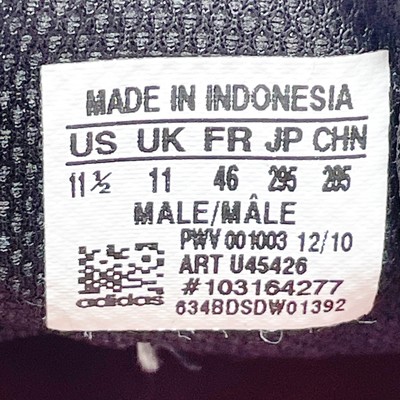 MADE IN INDONESIA
US UK FR JP CHN
11½ 11 46 295 285
MALE/MÂLE
PWV 001003 12/10
ART U45426
#103164277
adidas 634BDSDW01392